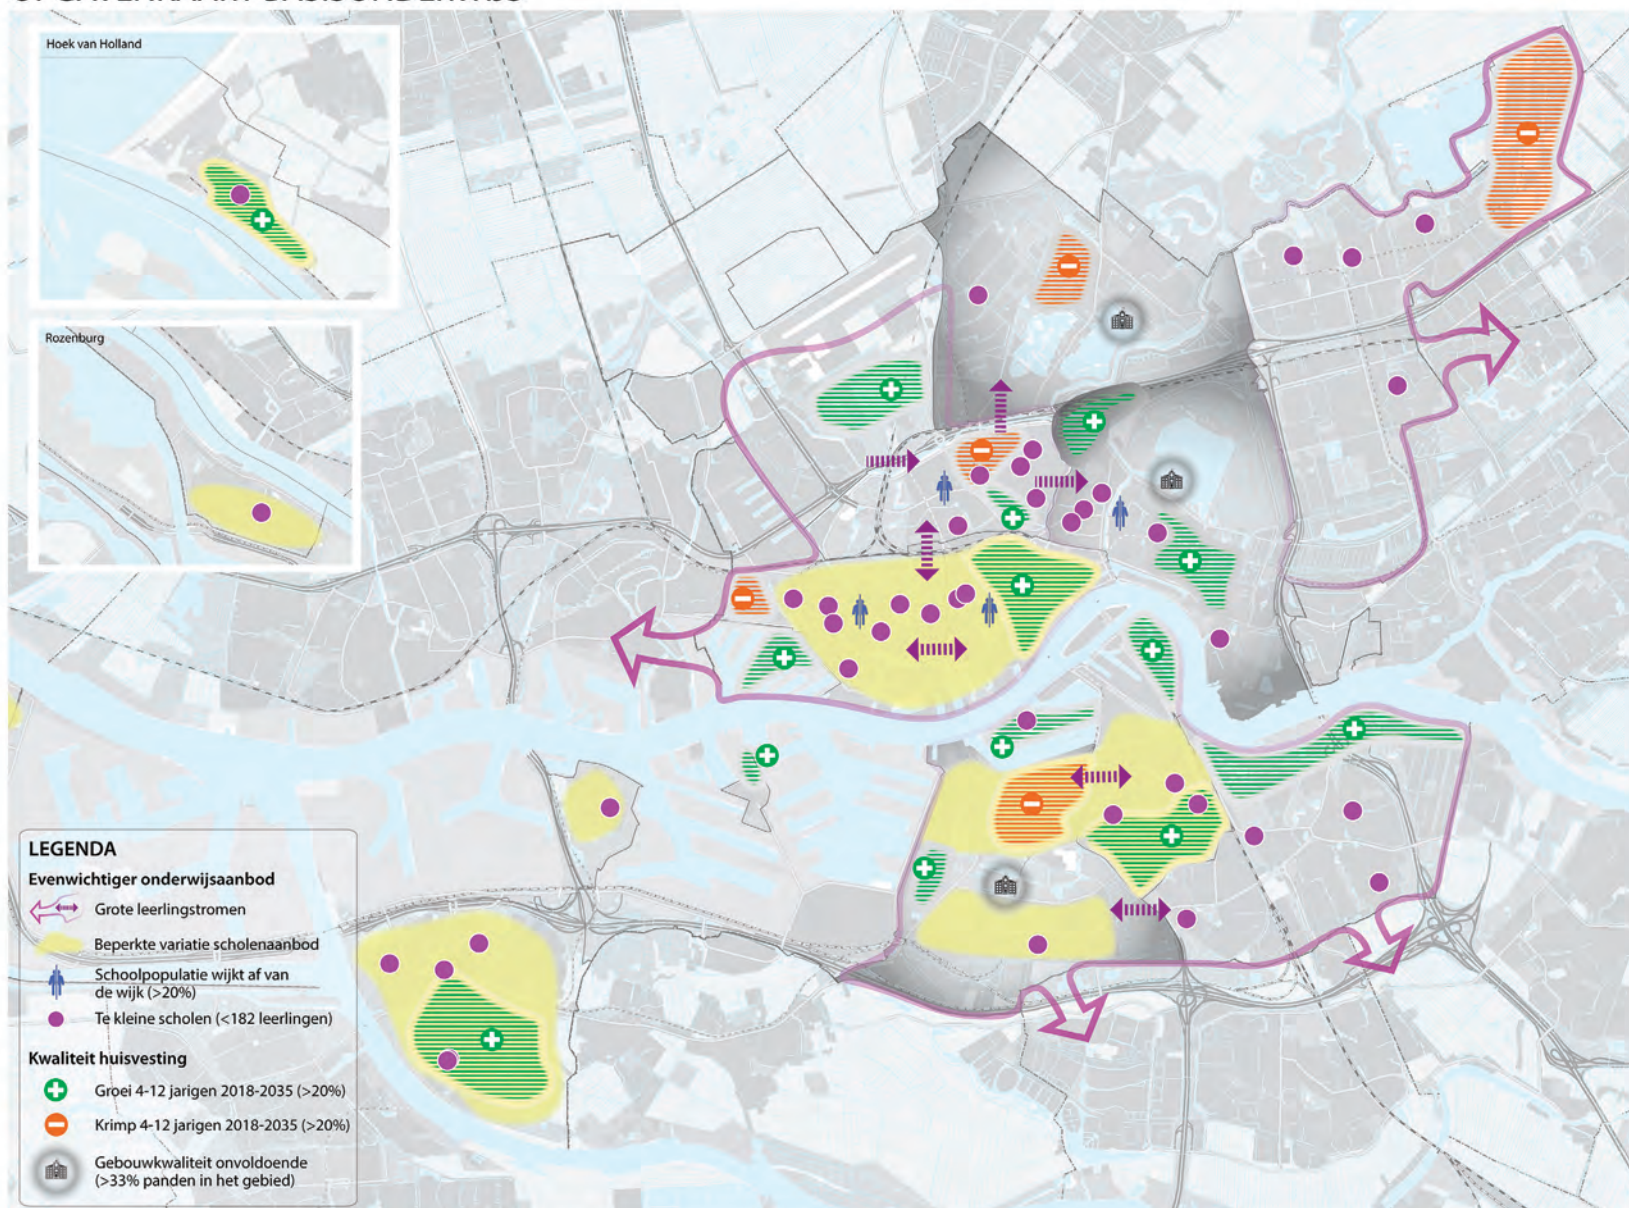 Hoek van Holland
Rozenburg
LEGENDA
Evenwichtiger onderwijsaanbod
Grote leerlingstromen
Beperkte variatie scholenaanbod
Schoolpopulatie wijkt af van
de wijk (>20%)
Te kleine scholen (<182 leerlingen)
Kwaliteit huisvesting
Groei 4-12 jarigen 2018-2035 (>20%)
Krimp 4-12 jarigen 2018-2035 (>20%)
Gebouwkwaliteit onvoldoende
(>33% panden in het gebied)